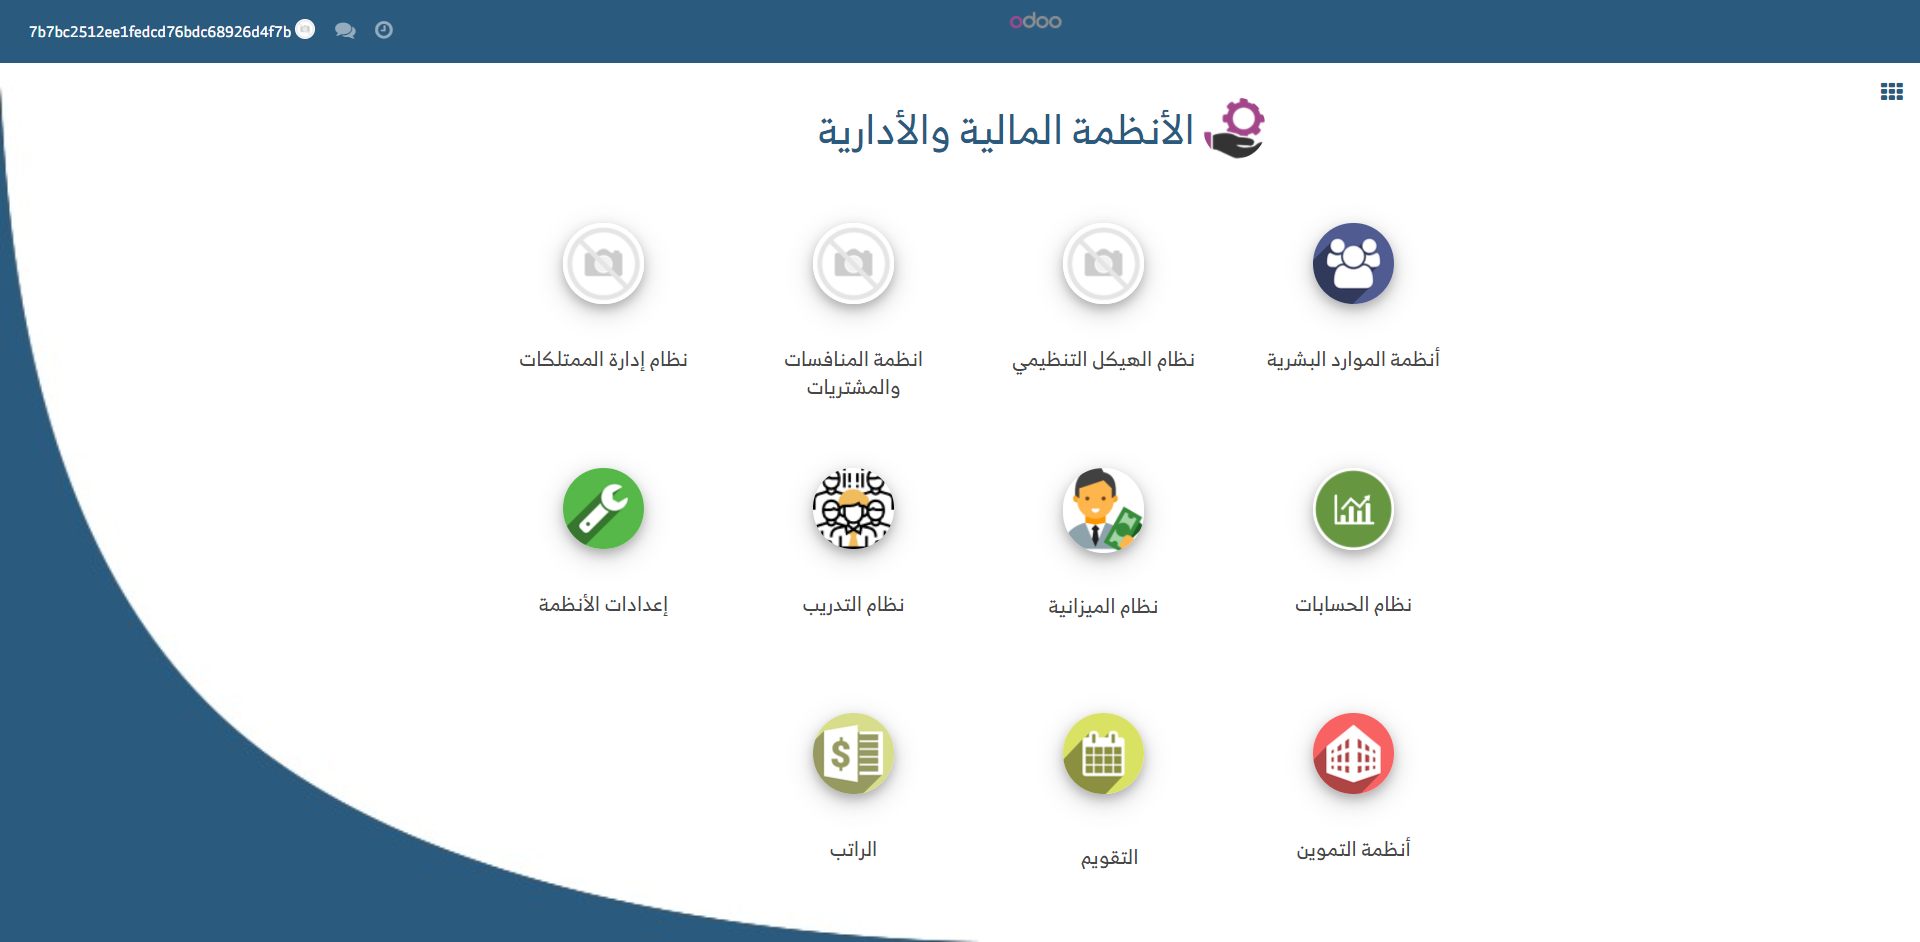 7b7bc2512ee1fedcd76bdc68926d4f7b
odoo
الأنظمة المالية والأدارية
أنظمة الموارد البشرية
نظام الهيكل التنظيمي
انظمة المنافسات
والمشتريات
نظام إدارة الممتلكات
نظام الحسابات
نظام الميزانية
نظام التدريب
إعدادات الأنظمة
أنظمة التموين
التقويم
الراتب